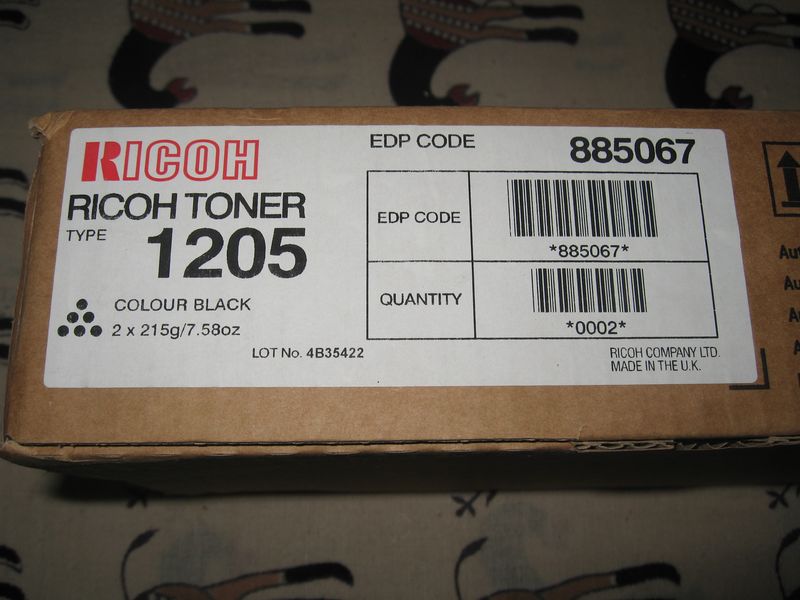 RICOH
RICOH TONER
TYPE 1205
COLOUR BLACK
2 x 215g/7.58oz
LOT No. 4B35422
EDP CODE 885067
EDP CODE
*885067*
QUANTITY
*0002*
RICOH COMPANY LTD.
MADE IN THE U.K.